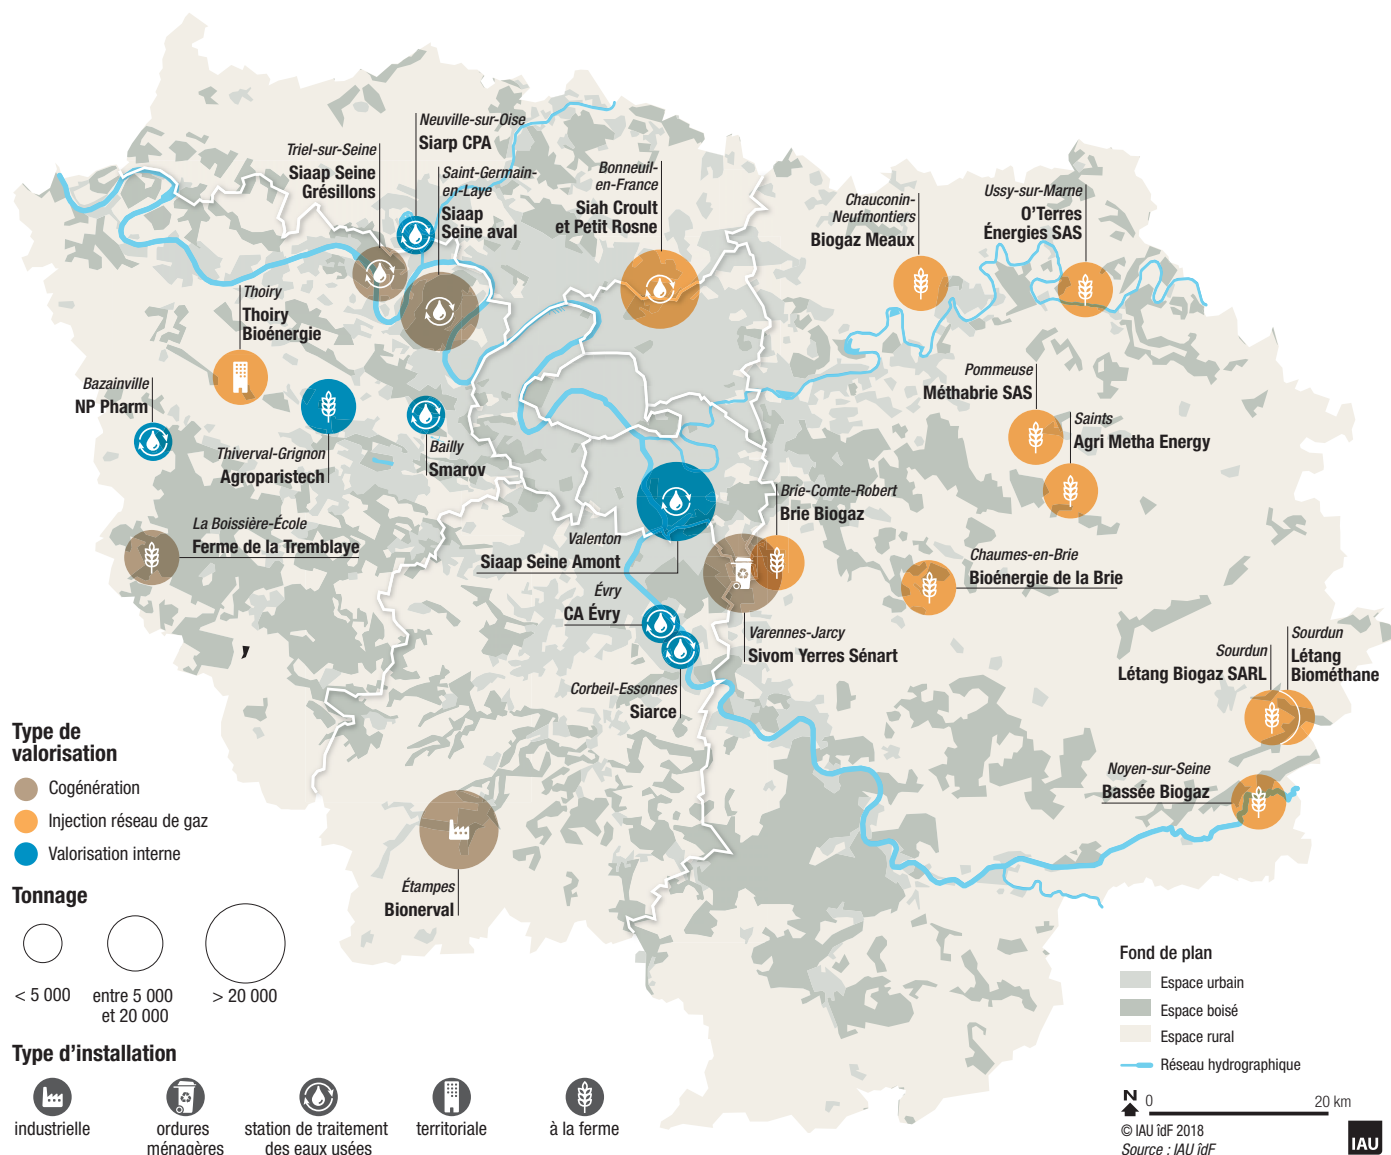 Neuville-sur-Oise
Siarp CPA
Triel-sur-Seine
Siaap Seine
Grésillons
Saint-Germain-
en-Laye
Siaap
Seine aval
Bonneuil-
en-France
Siah Croult
et Petit Rosne
Chauconin-
Neufmontiers
Biogaz Meaux
Ussy-sur-Marne
O'Terres
Énergies SAS
Thoiry
Thoiry
Bioénergie
Bazainville
NP Pharm
Thiverval-Grignon
Agroparistech
Bailly
Smarov
Pommeuse
Méthabrie SAS
Saints
Agri Metha Energy
La Boissière-École
Ferme de la Tremblaye
Valenton
Siaap Seine Amont
Brie-Comte-Robert
Brie Biogaz
Chaumes-en-Brie
Bioénergie de la Brie
Évry
CA Évry
Varennes-Jarcy
Sivom Yerres Sénart
Corbeil-Essonnes
Siarce
Sourdun
Létang Biogaz SARL
Sourdun
Létang
Biométhane
Noyen-sur-Seine
Bassée Biogaz
Étampes
Bionerval
,
Type de
valorisation
Cogénération
Injection réseau de gaz
Valorisation interne
Tonnage
< 5 000
entre 5 000
et 20 000
> 20 000
Type d'installation
industrielle
ordures
ménagères
station de traitement
des eaux usées
territoriale
à la ferme
Fond de plan
Espace urbain
Espace boisé
Espace rural
Réseau hydrographique
N
0
20 km
© IAU îdF 2018
Source : IAU îdF
IAU